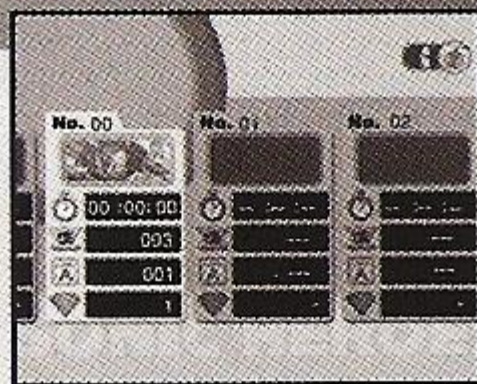 No. 00 No. 01 No. 02
00:00:00 --:--:-- --:--:--
003 --- ---
A 001 A --- A ---
1 - -